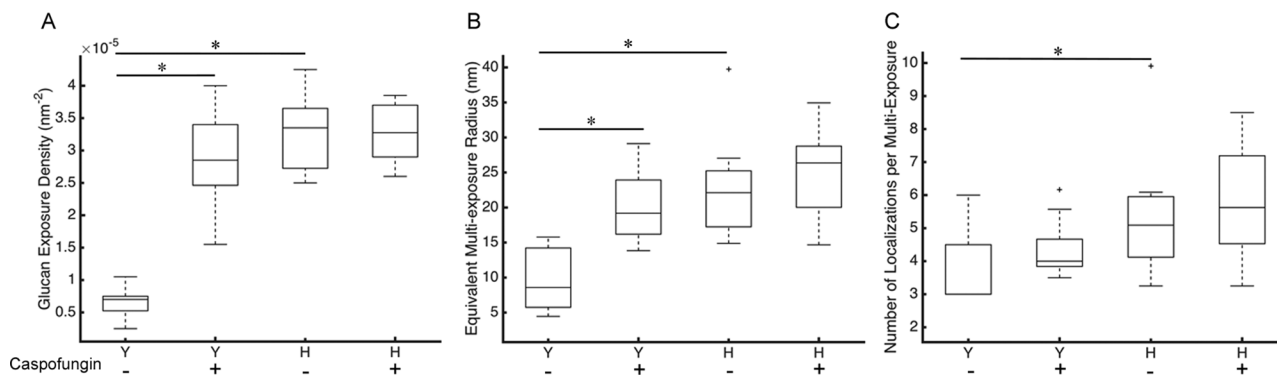 A
×10⁻⁵
*
*
Glucan Exposure Density (nm⁻²)
4
3.5
3
2.5
2
1.5
1
0.5
Y Y H H
Caspofungin - + - +
B
*
*
Equivalent Multi-exposure Radius (nm)
40
35
30
25
20
15
10
5
Y Y H H
- + - +
C
*
Number of Localizations per Multi-Exposure
10
9
8
7
6
5
4
3
2
Y Y H H
- + - +